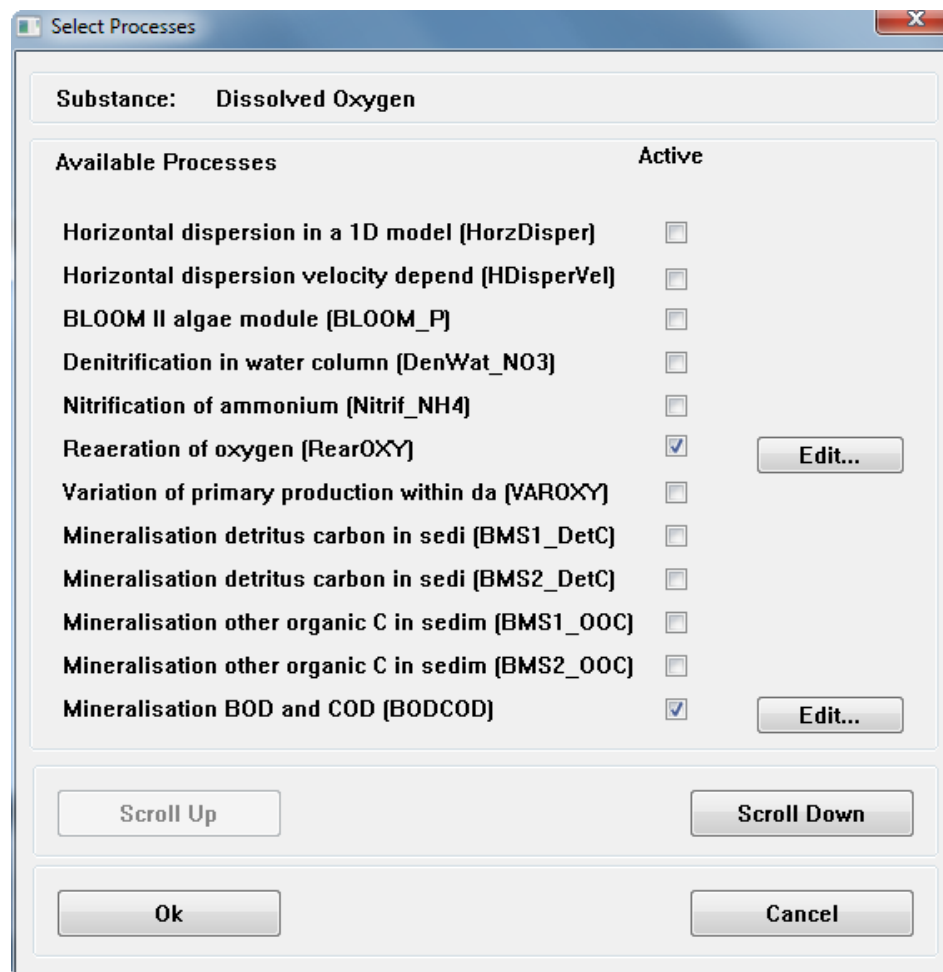 Select Processes
Substance: Dissolved Oxygen
Available Processes Active
Horizontal dispersion in a 1D model (HorzDisper)
Horizontal dispersion velocity depend (HDisperVel)
BLOOM II algae module (BLOOM_P)
Denitrification in water column (DenWat_NO3)
Nitrification of ammonium (Nitrif_NH4)
Reaeration of oxygen (RearOXY) Edit...
Variation of primary production within da (VAROXY)
Mineralisation detritus carbon in sedi (BMS1_DetC)
Mineralisation detritus carbon in sedi (BMS2_DetC)
Mineralisation other organic C in sedim (BMS1_OOC)
Mineralisation other organic C in sedim (BMS2_OOC)
Mineralisation BOD and COD (BODCOD) Edit...
Scroll Up Scroll Down
Ok Cancel